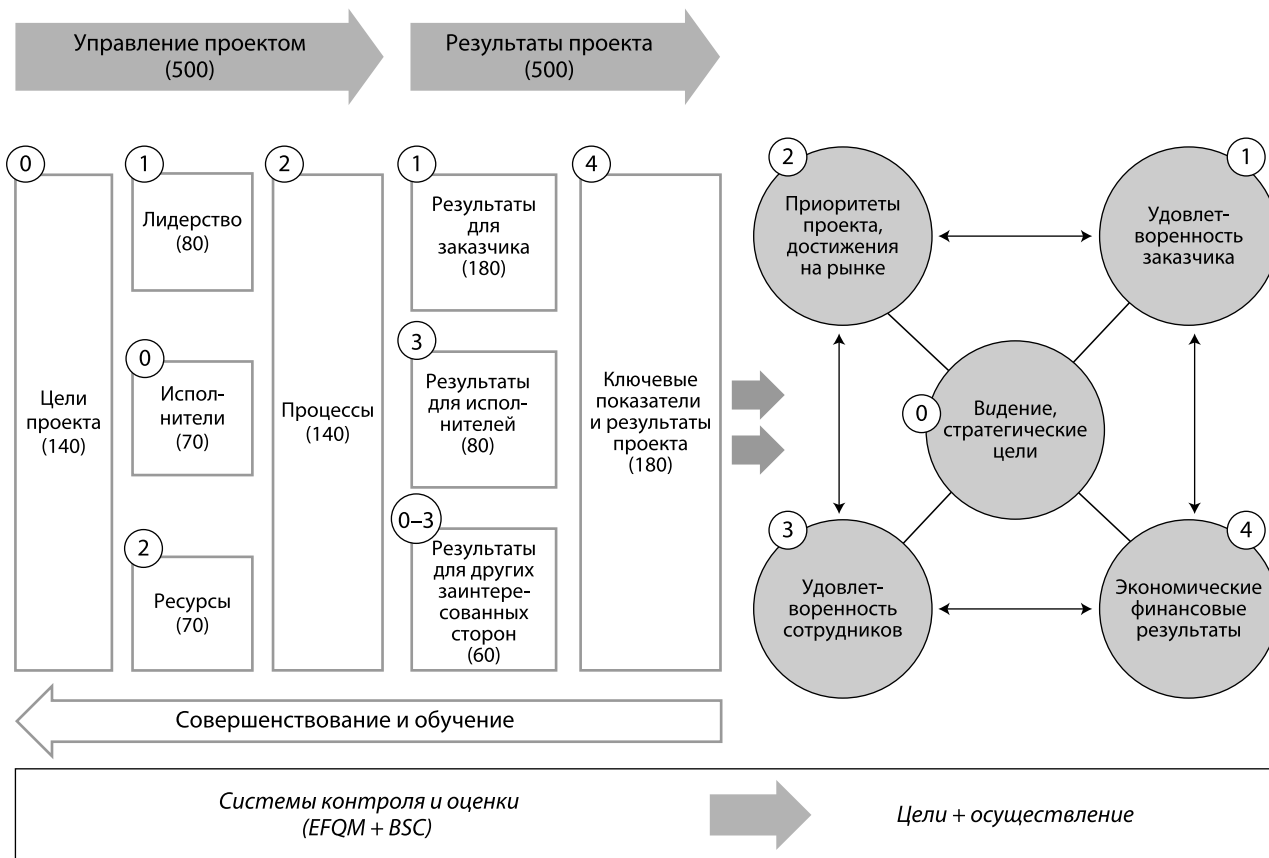 Управление проектом
(500)
Результаты проекта
(500)
0
Цели
проекта
(140)
1
Лидерство
(80)
0
Испол-
нители
(70)
2
Ресурсы
(70)
2
Процессы
(140)
1
Результаты
для
заказчика
(180)
3
Результаты
для испол-
нителей
(80)
0–3
Результаты
для других
заинтере-
сованных
сторон
(60)
4
Ключевые
показатели
и результаты
проекта
(180)
2
Приоритеты
проекта,
достижения
на рынке
1
Удовлет-
воренность
заказчика
0
Видение,
стратегические
цели
3
Удовлет-
воренность
сотрудников
4
Экономические
финансовые
результаты
Совершенствование и обучение
Системы контроля и оценки
(EFQM + BSC)
Цели + осуществление